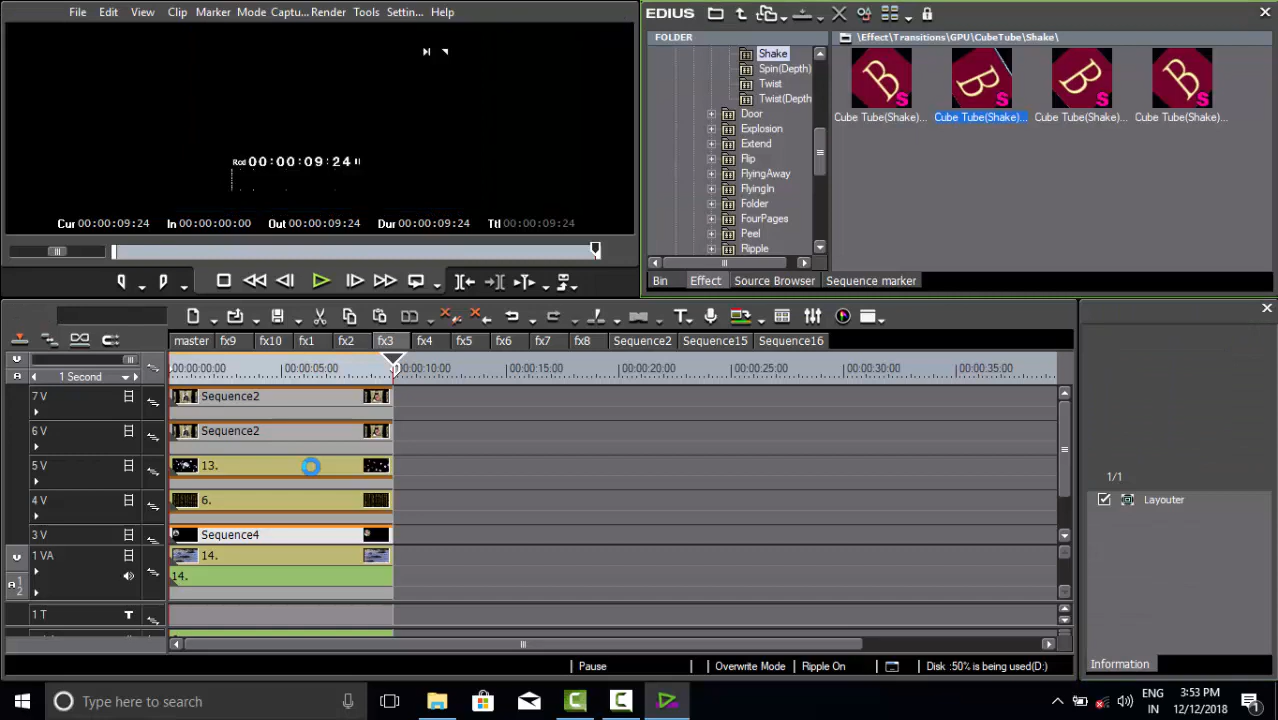 File Edit View Clip Marker Mode Captu... Render Tools Settin... Help
Rcd 00:00:09:24
Cur 00:00:09:24 In 00:00:00:00 Out 00:00:09:24 Dur 00:00:09:24 Ttl 00:00:09:24
EDIUS
FOLDER
\Effect\Transitions\GPU\CubeTube\Shake\
Shake
Spin(Depth)
Twist
Twist(Depth
Door
Explosion
Extend
Flip
FlyingAway
FlyingIn
Folder
FourPages
Peel
Ripple
B S B S B S B S
Cube Tube(Shake)... Cube Tube(Shake)... Cube Tube(Shake)... Cube Tube(Shake)...
Bin Effect Source Browser Sequence marker
master fx9 fx10 fx1 fx2 fx3 fx4 fx5 fx6 fx7 fx8 Sequence2 Sequence15 Sequence16
1 Second
00:00:00:00 00:00:05:00 00:00:10:00 00:00:15:00 00:00:20:00 00:00:25:00 00:00:30:00 00:00:35:00
7 V Sequence2
6 V Sequence2
5 V 13.
4 V 6.
3 V Sequence4
1 VA 14.
14.
1 T T
1/1
Layouter
Information
Pause Overwrite Mode Ripple On Disk :50% is being used(D:)
Type here to search
ENG
IN
3:53 PM
12/12/2018
1